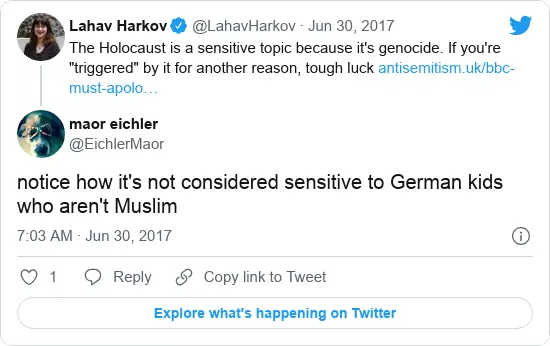 Lahav Harkov @LahavHarkov · Jun 30, 2017
The Holocaust is a sensitive topic because it's genocide. If you're
"triggered" by it for another reason, tough luck antisemitism.uk/bbc-
must-apolo…
maor eichler
@EichlerMaor
notice how it's not considered sensitive to German kids
who aren't Muslim
7:03 AM · Jun 30, 2017
1 Reply Copy link to Tweet
Explore what's happening on Twitter